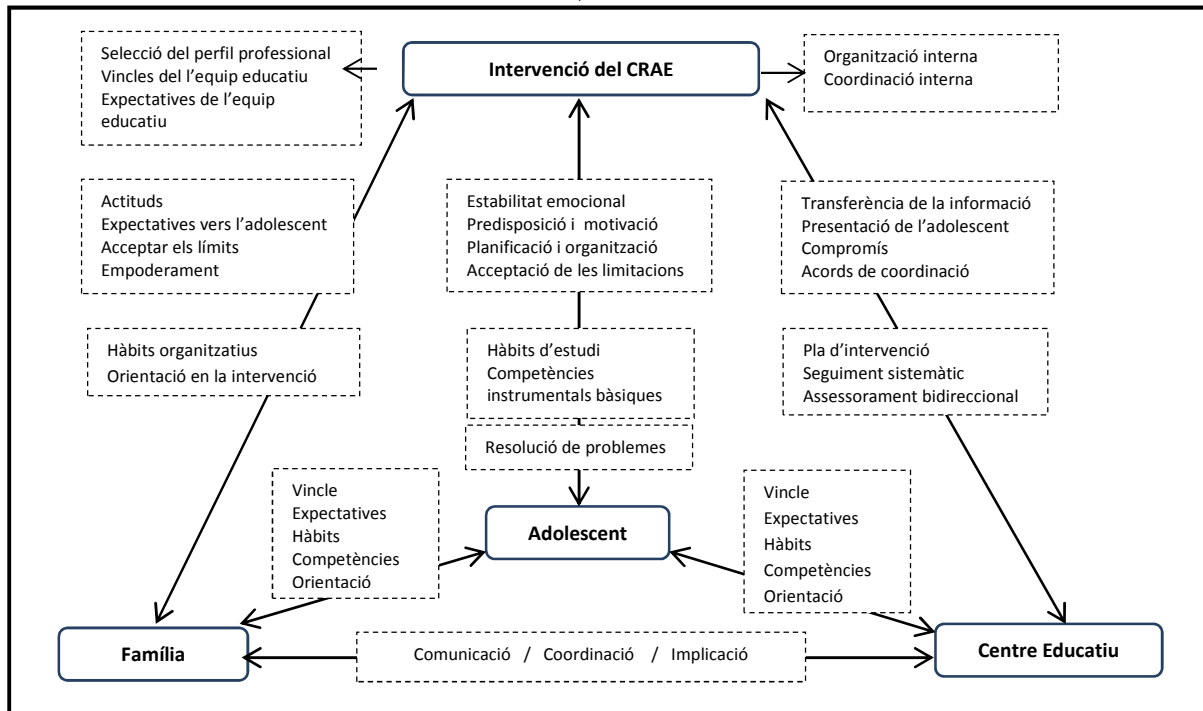 Selecció del perfil professional
Vincles del l'equip educatiu
Expectatives de l'equip
educatiu
Intervenció del CRAE
Organització interna
Coordinació interna
Actituds
Expectatives vers l'adolescent
Acceptar els límits
Empoderament
Estabilitat emocional
Predisposició i motivació
Planificació i organització
Acceptació de les limitacions
Transferència de la informació
Presentació de l'adolescent
Compromís
Acords de coordinació
Hàbits organitzatius
Orientació en la intervenció
Hàbits d'estudi
Competències
instrumentals bàsiques
Pla d'intervenció
Seguiment sistemàtic
Assessorament bidireccional
Resolució de problemes
Vincle
Expectatives
Hàbits
Competències
Orientació
Adolescent
Vincle
Expectatives
Hàbits
Competències
Orientació
Família
Comunicació / Coordinació / Implicació
Centre Educatiu